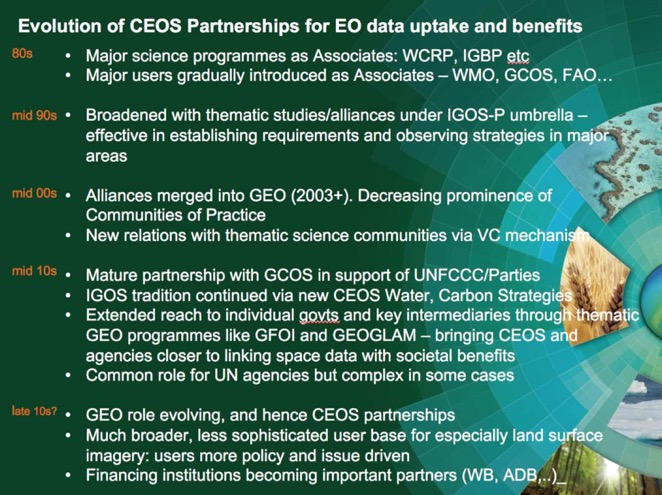 Evolution of CEOS Partnerships for EO data uptake and benefits
80s
• Major science programmes as Associates: WCRP, IGBP etc
• Major users gradually introduced as Associates – WMO, GCOS, FAO…
mid 90s
• Broadened with thematic studies/alliances under IGOS-P umbrella –
effective in establishing requirements and observing strategies in major
areas
mid 00s
• Alliances merged into GEO (2003+). Decreasing prominence of
Communities of Practice
• New relations with thematic science communities via VC mechanism
mid 10s
• Mature partnership with GCOS in support of UNFCCC/Parties
• IGOS tradition continued via new CEOS Water, Carbon Strategies
• Extended reach to individual govts and key intermediaries through thematic
GEO programmes like GFOI and GEOGLAM – bringing CEOS and
agencies closer to linking space data with societal benefits
• Common role for UN agencies but complex in some cases
late 10s?
• GEO role evolving, and hence CEOS partnerships
• Much broader, less sophisticated user base for especially land surface
imagery: users more policy and issue driven
• Financing institutions becoming important partners (WB, ADB,..)_